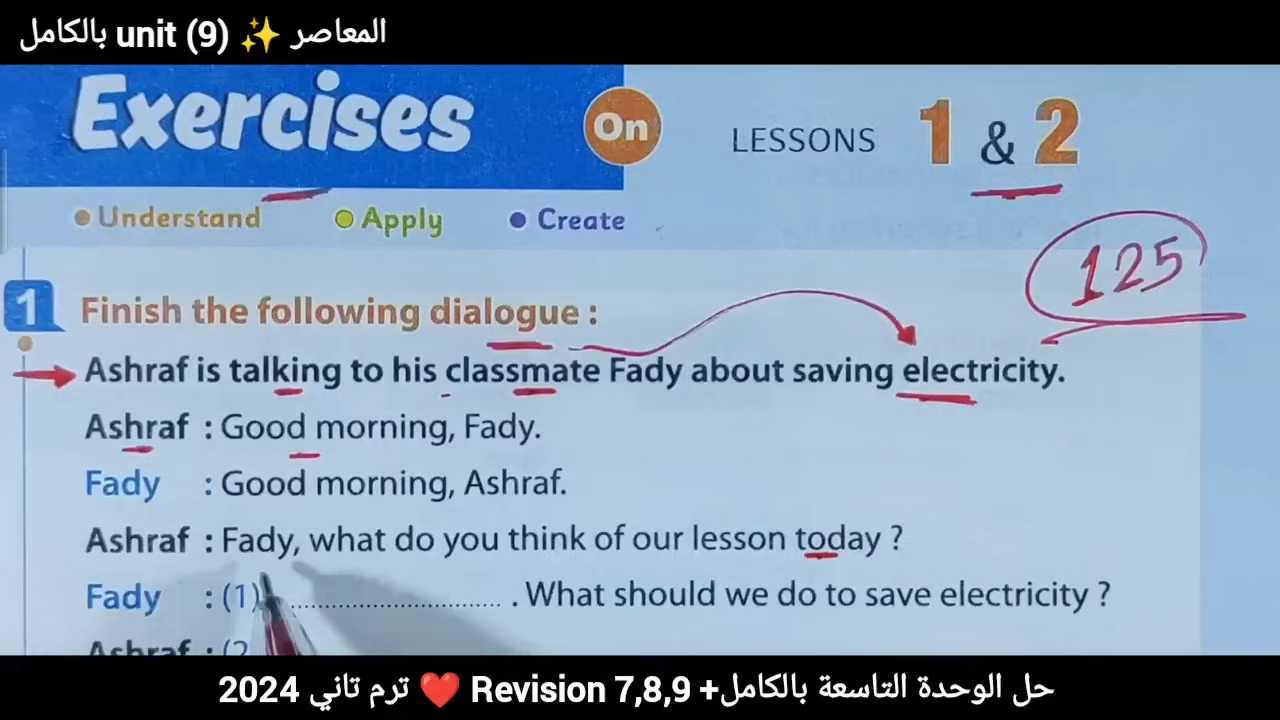 المعاصر ✨ unit (9) بالكامل
Exercises On LESSONS 1 & 2
Understand Apply Create
125
1 Finish the following dialogue :
Ashraf is talking to his classmate Fady about saving electricity.
Ashraf : Good morning, Fady.
Fady : Good morning, Ashraf.
Ashraf : Fady, what do you think of our lesson today ?
Fady : (1) .............................. . What should we do to save electricity ?
Ashraf : (2
حل الوحدة التاسعة بالكامل+ Revision 7,8,9 ❤️ ترم تاني 2024